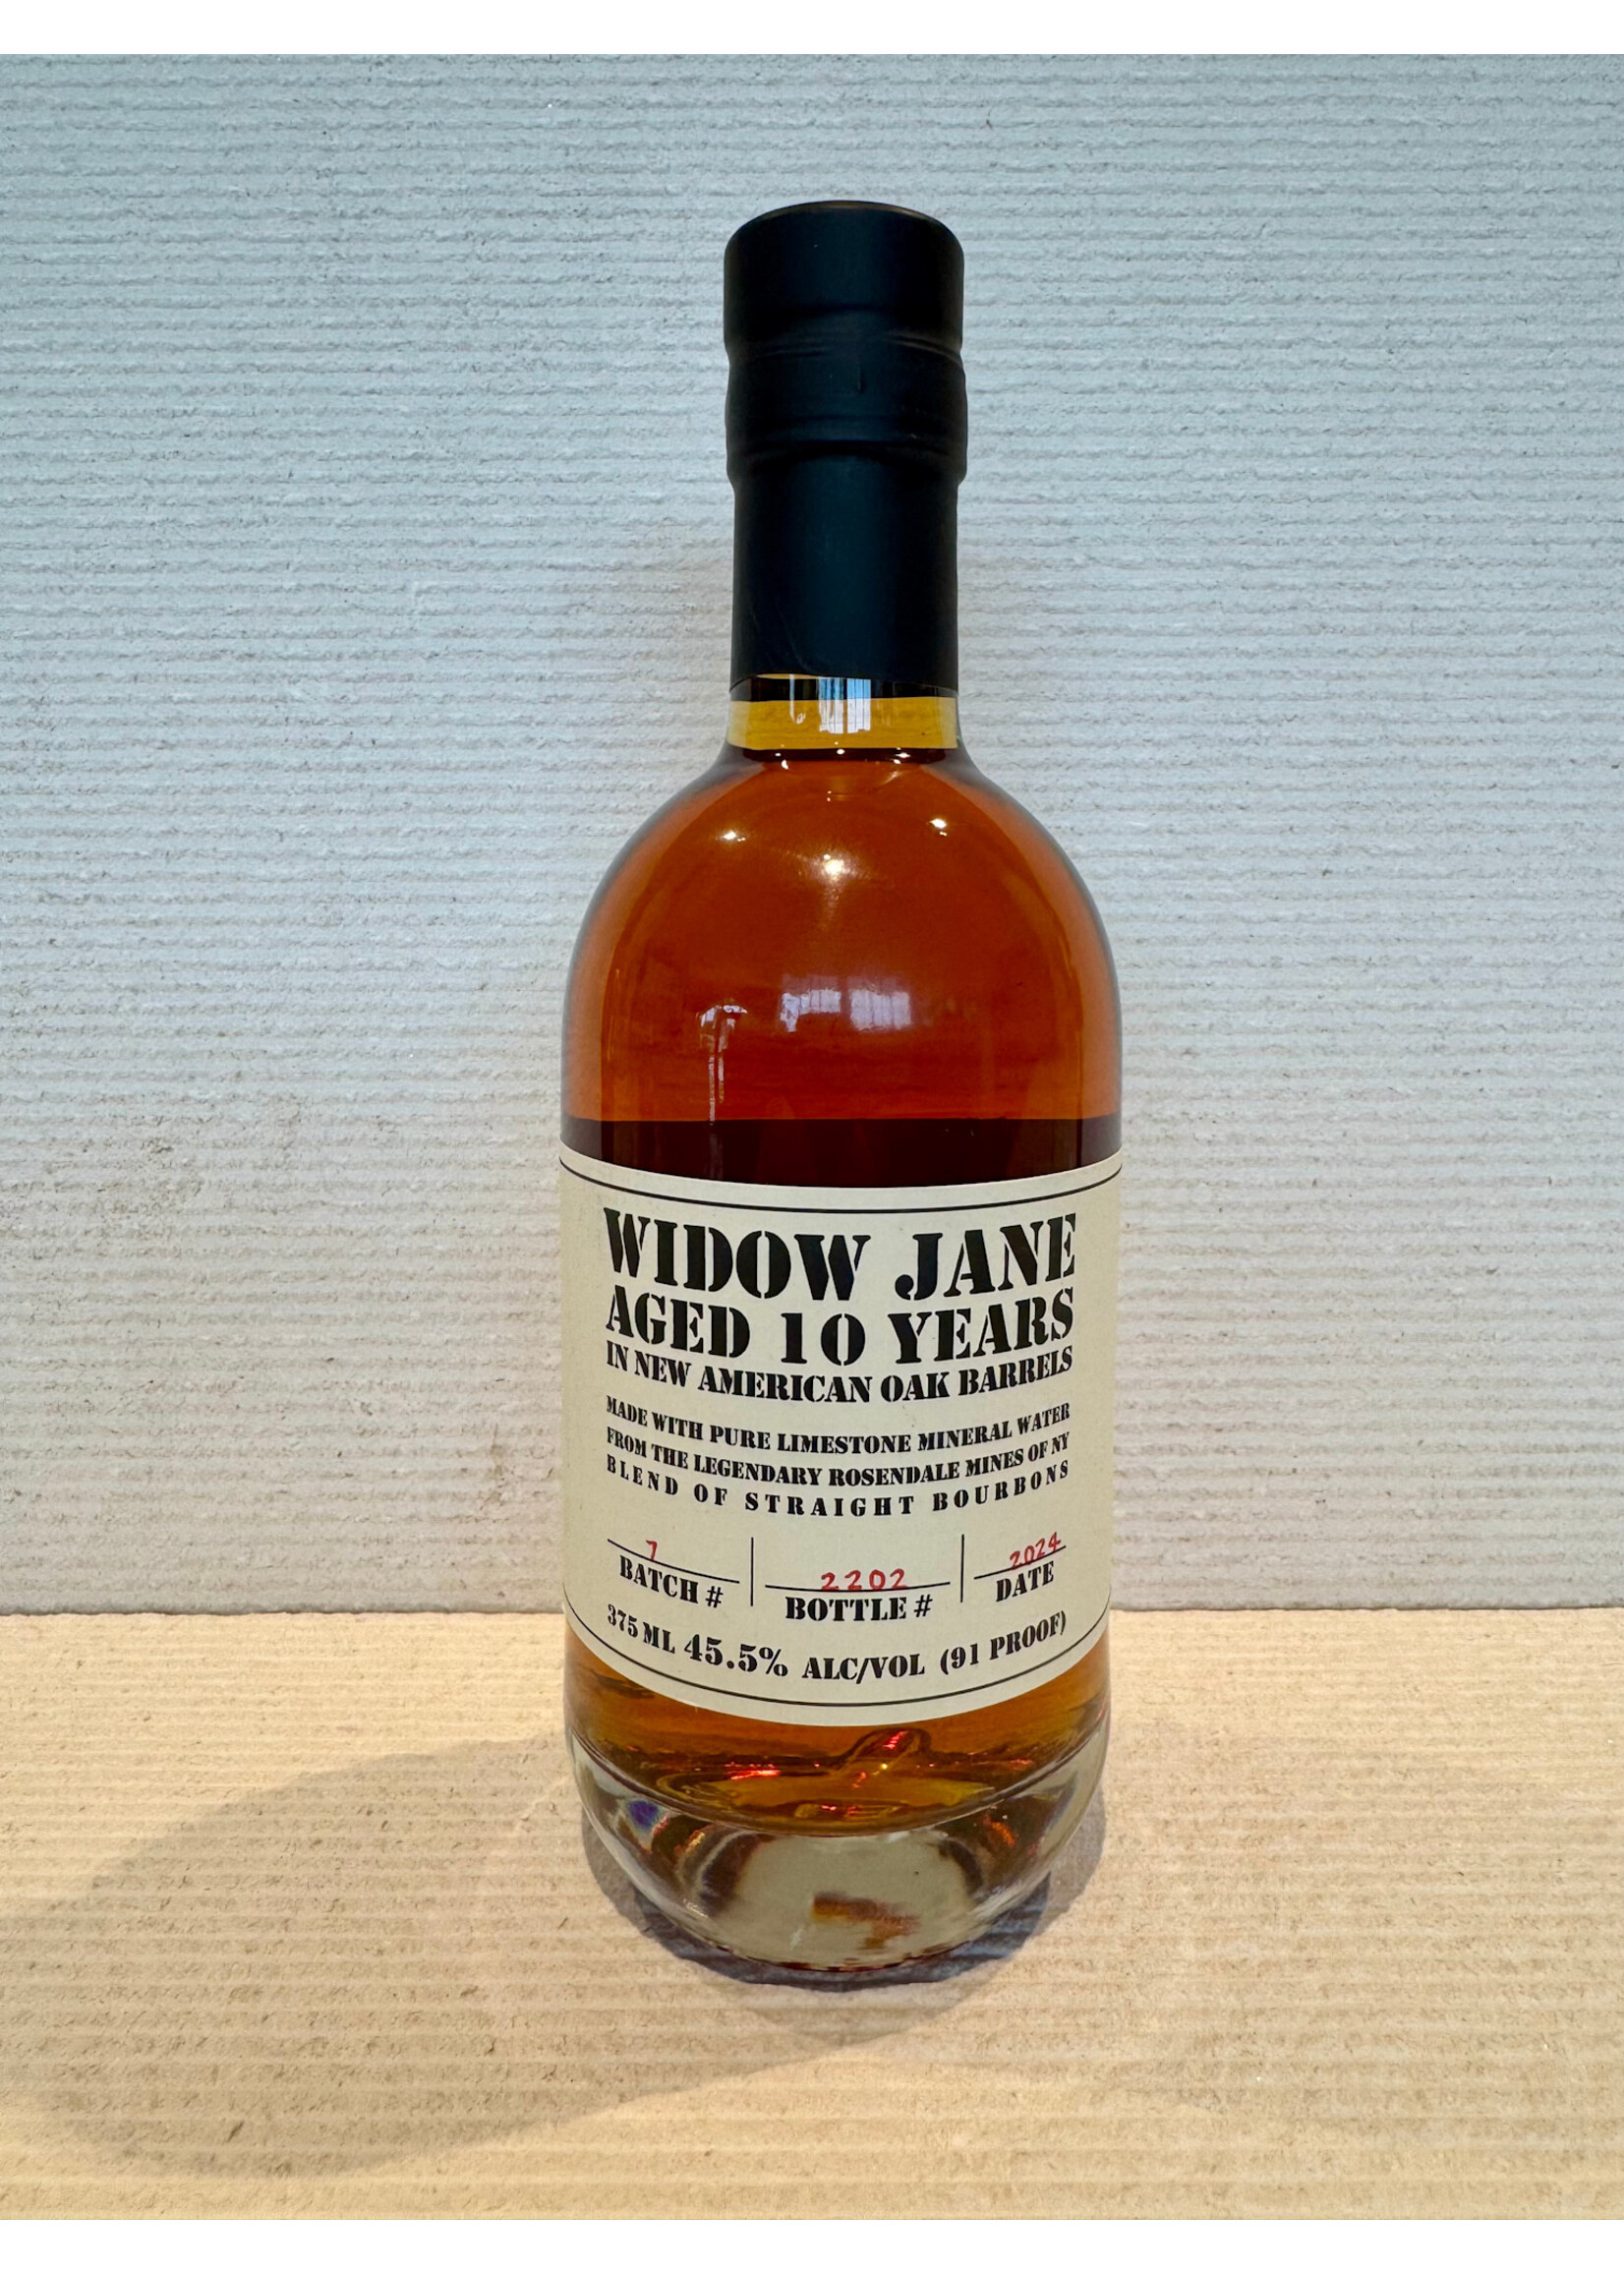 WIDOW JANE
AGED 10 YEARS
IN NEW AMERICAN OAK BARRELS
MADE WITH PURE LIMESTONE MINERAL WATER
FROM THE LEGENDARY ROSENDALE MINES OF NY
BLEND OF STRAIGHT BOURBONS
7 2202 2024
BATCH # BOTTLE # DATE
375 ML 45.5% ALC/VOL (91 PROOF)